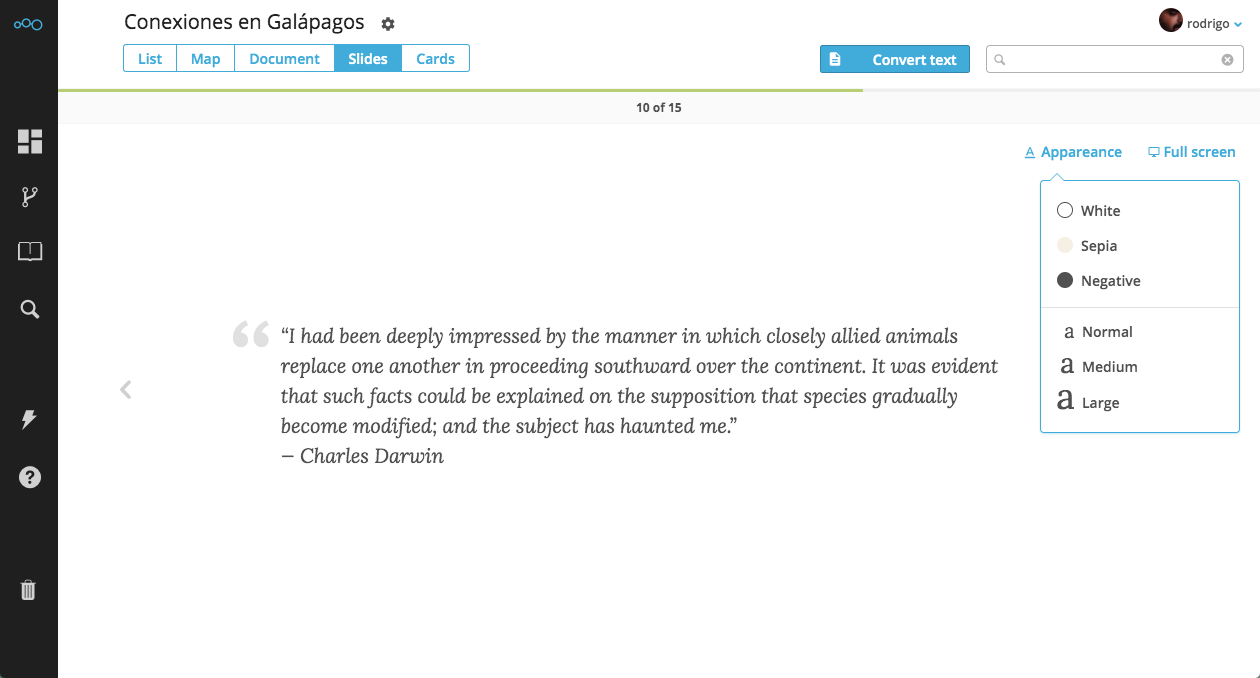 Conexiones en Galápagos
rodrigo
List Map Document Slides Cards
Convert text
10 of 15
A Appareance Full screen
White
Sepia
Negative
a Normal
a Medium
a Large
“I had been deeply impressed by the manner in which closely allied animals
replace one another in proceeding southward over the continent. It was evident
that such facts could be explained on the supposition that species gradually
become modified; and the subject has haunted me.”
— Charles Darwin